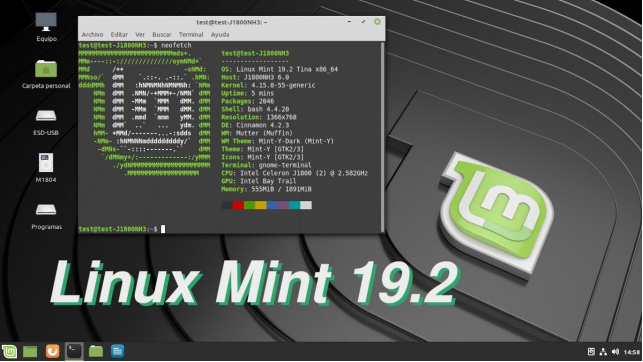 test@test-J1800NH3: ~
Archivo Editar Ver Buscar Terminal Ayuda
test@test-J1800NH3:~$ neofetch
test@test-J1800NH3
------------------
OS: Linux Mint 19.2 Tina x86_64
Host: J1800NH3 6.0
Kernel: 4.15.0-55-generic
Uptime: 5 mins
Packages: 2046
Shell: bash 4.4.20
Resolution: 1366x768
DE: Cinnamon 4.2.3
WM: Mutter (Muffin)
WM Theme: Mint-Y-Dark (Mint-Y)
Theme: Mint-Y [GTK2/3]
Icons: Mint-Y [GTK2/3]
Terminal: gnome-terminal
CPU: Intel Celeron J1800 (2) @ 2.582GHz
GPU: Intel Bay Trail
Memory: 555MiB / 1891MiB
test@test-J1800NH3:~$
Equipo
Carpeta personal
ESD-USB
M1804
Programas
Linux Mint 19.2
14:58